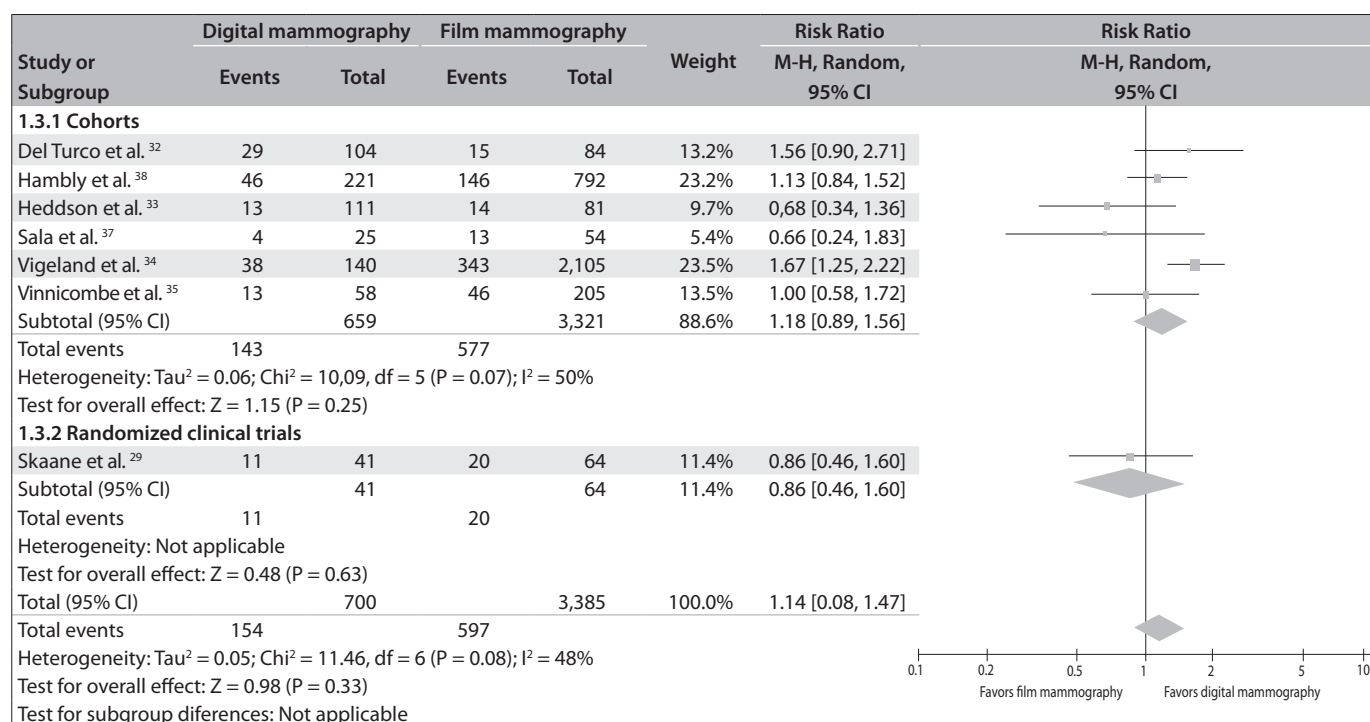 Digital mammography Film mammography Risk Ratio Risk Ratio
Study or Subgroup Events Total Events Total Weight M-H, Random, 95% CI M-H, Random, 95% CI
1.3.1 Cohorts
Del Turco et al. 32 29 104 15 84 13.2% 1.56 [0.90, 2.71]
Hambly et al. 38 46 221 146 792 23.2% 1.13 [0.84, 1.52]
Heddson et al. 33 13 111 14 81 9.7% 0,68 [0.34, 1.36]
Sala et al. 37 4 25 13 54 5.4% 0.66 [0.24, 1.83]
Vigeland et al. 34 38 140 343 2,105 23.5% 1.67 [1.25, 2.22]
Vinnicombe et al. 35 13 58 46 205 13.5% 1.00 [0.58, 1.72]
Subtotal (95% CI) 659 3,321 88.6% 1.18 [0.89, 1.56]
Total events 143 577
Heterogeneity: Tau² = 0.06; Chi² = 10,09, df = 5 (P = 0.07); I² = 50%
Test for overall effect: Z = 1.15 (P = 0.25)
1.3.2 Randomized clinical trials
Skaane et al. 29 11 41 20 64 11.4% 0.86 [0.46, 1.60]
Subtotal (95% CI) 41 64 11.4% 0.86 [0.46, 1.60]
Total events 11 20
Heterogeneity: Not applicable
Test for overall effect: Z = 0.48 (P = 0.63)
Total (95% CI) 700 3,385 100.0% 1.14 [0.08, 1.47]
Total events 154 597
Heterogeneity: Tau² = 0.05; Chi² = 11.46, df = 6 (P = 0.08); I² = 48%
Test for overall effect: Z = 0.98 (P = 0.33)
Test for subgroup diferences: Not applicable
0.1 0.2 0.5 1 2 5 10
Favors film mammography Favors digital mammography